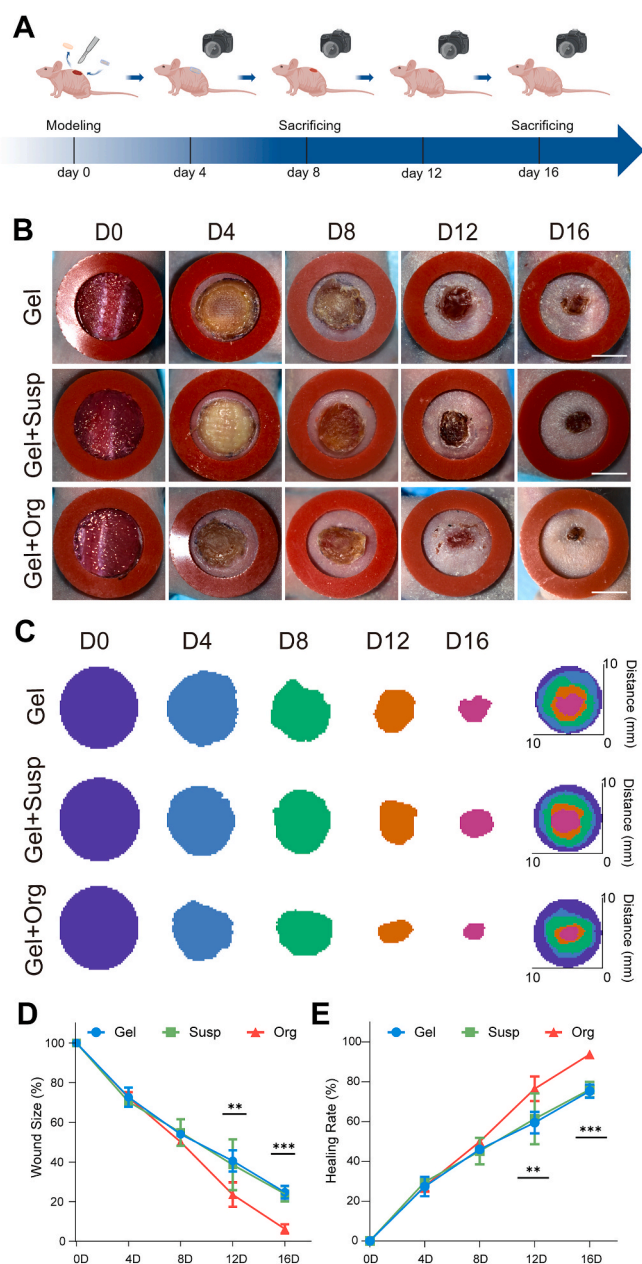 A
Modeling
Sacrificing
Sacrificing
day 0
day 4
day 8
day 12
day 16
B
D0
D4
D8
D12
D16
Gel
Gel+Susp
Gel+Org
C
D0
D4
D8
D12
D16
Gel
10
Distance (mm)
10
0
Gel+Susp
10
Distance (mm)
10
0
Gel+Org
10
Distance (mm)
10
0
D
Gel
Susp
Org
Wound Size (%)
100
80
60
40
20
0
**
***
0D
4D
8D
12D
16D
E
Gel
Susp
Org
Healing Rate (%)
100
80
60
40
20
0
**
***
0D
4D
8D
12D
16D